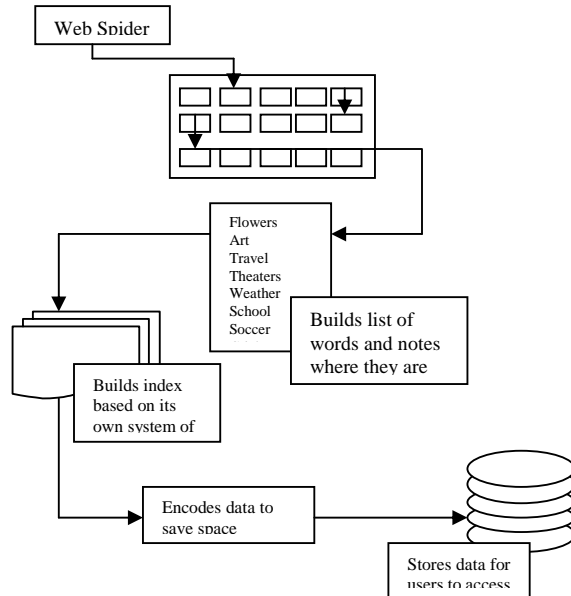 Web Spider
Flowers
Art
Travel
Theaters
Weather
School
Soccer
Builds list of
words and notes
where they are
Builds index
based on its
own system of
Encodes data to
save space
Stores data for
users to access